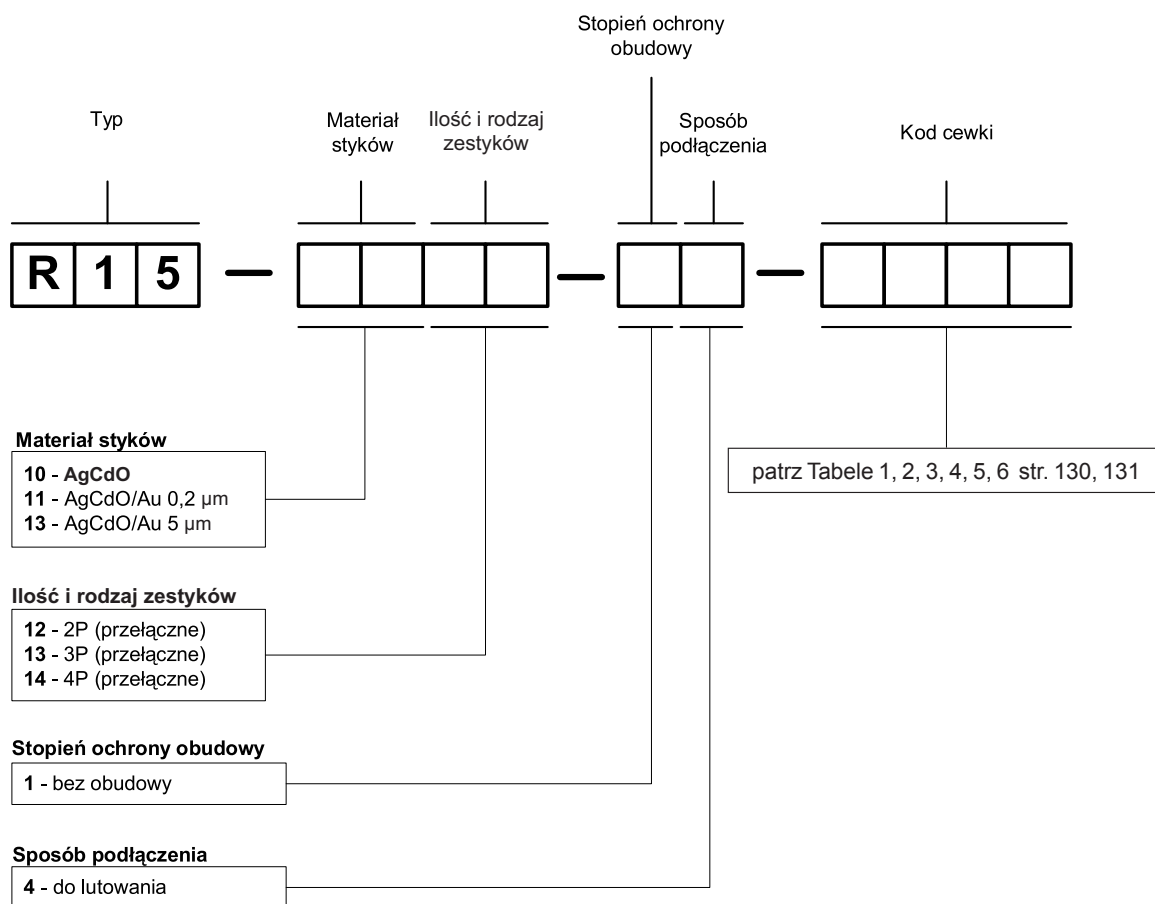 Stopień ochrony
obudowy
Typ
Materiał
styków
Ilość i rodzaj
zestyków
Sposób
podłączenia
Kod cewki
R 1 5 — — —
Materiał styków
10 - AgCdO
11 - AgCdO/Au 0,2 µm
13 - AgCdO/Au 5 µm
patrz Tabele 1, 2, 3, 4, 5, 6 str. 130, 131
Ilość i rodzaj zestyków
12 - 2P (przełączne)
13 - 3P (przełączne)
14 - 4P (przełączne)
Stopień ochrony obudowy
1 - bez obudowy
Sposób podłączenia
4 - do lutowania